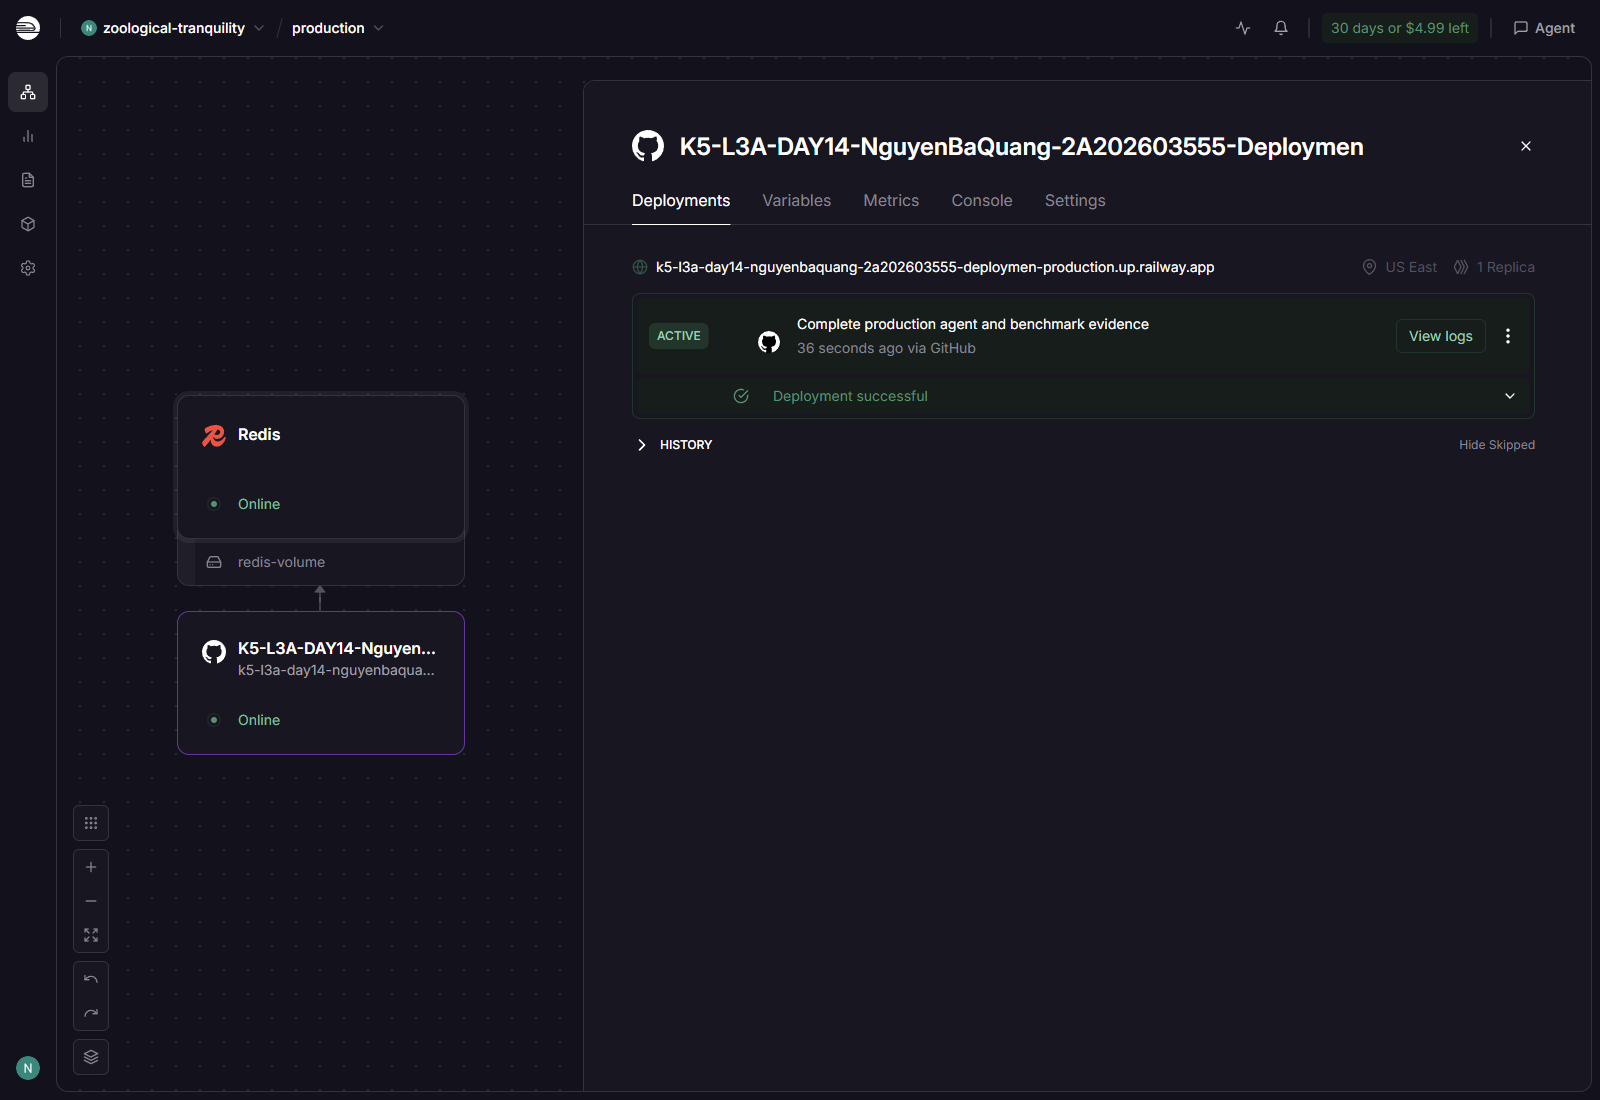 N zoological-tranquility / production
30 days or $4.99 left
Agent
K5-L3A-DAY14-NguyenBaQuang-2A202603555-Deploymen
Deployments Variables Metrics Console Settings
k5-l3a-day14-nguyenbaquang-2a202603555-deploymen-production.up.railway.app
US East 1 Replica
ACTIVE
Complete production agent and benchmark evidence
36 seconds ago via GitHub
View logs
Deployment successful
HISTORY
Hide Skipped
Redis
Online
redis-volume
K5-L3A-DAY14-Nguyen...
k5-l3a-day14-nguyenbaqua...
Online
N